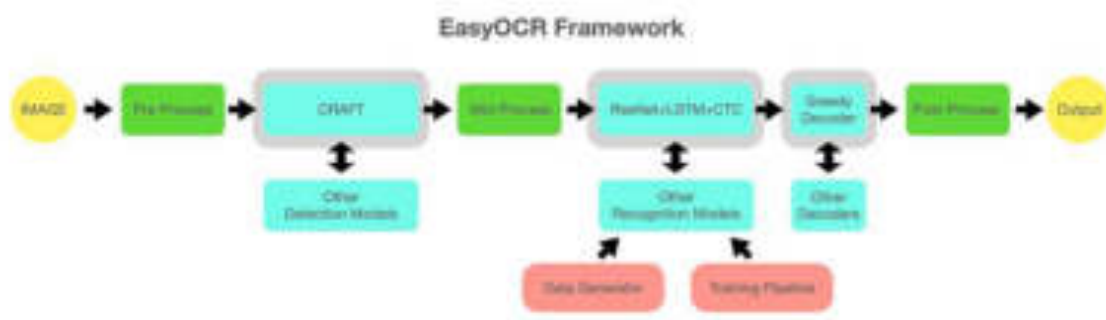 EasyOCR Framework
IMAGE
Pre Process
CRAFT
Mid Process
ResNet+LSTM+CTC
Greedy
Decoder
Post Process
Output
Other
Detection Models
Other
Recognition Models
Other
Decoders
Data Generator
Training Pipeline